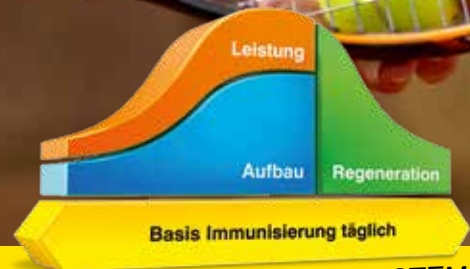 Leistung
Aufbau
Regeneration
Basis Immunisierung täglich